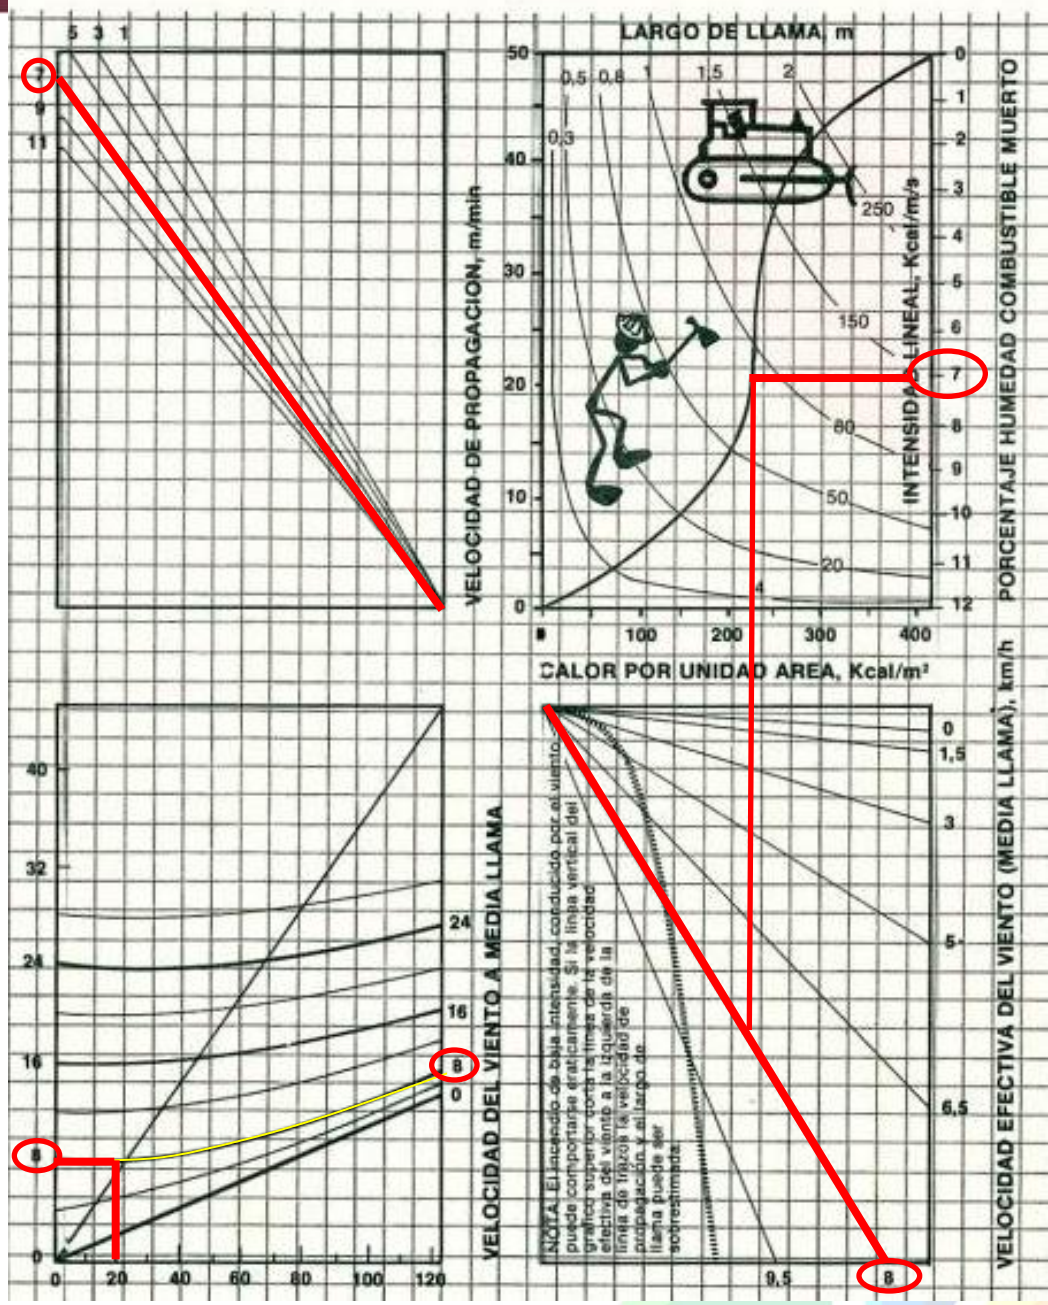 5 3 1
7
9
11
LARGO DE LLAMA, m
0,3 0,5 0,8 1 1,5 2
50
40
30
20
10
0
VELOCIDAD DE PROPAGACION, m/min
250
150
80
50
20
4
INTENSIDAD LINEAL, Kcal/m/s
0
1
2
3
4
5
6
7
8
9
10
11
12
PORCENTAJE HUMEDAD COMBUSTIBLE MUERTO
100 200 300 400
CALOR POR UNIDAD AREA, Kcal/m²
40
32
24
16
8
0
24
16
8
0
0 20 40 60 80 100 120
VELOCIDAD DEL VIENTO A MEDIA LLAMA
NOTA. El incendio de baja intensidad, conducido por el viento,
puede comportarse eraticamente. Si la linea vertical del
grafico superior corta la linea de la velocidad
efectiva del viento a la izquierda de la
linea de trazos la velocidad de
propagación y el largo de
llama puede ser
sobrestimada
0
1,5
3
5
6,5
9,5 8
VELOCIDAD EFECTIVA DEL VIENTO (MEDIA LLAMA), km/h